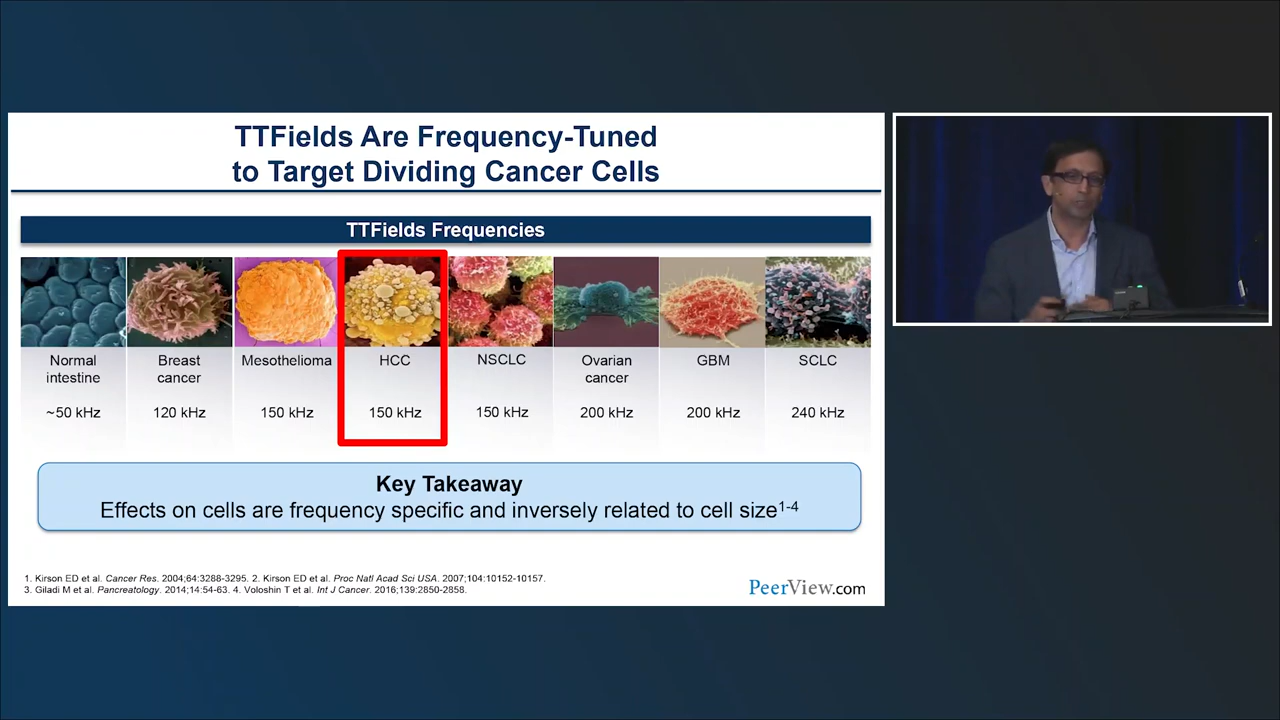 TTFields Are Frequency-Tuned
to Target Dividing Cancer Cells
TTFields Frequencies
Normal
intestine
~50 kHz
Breast
cancer
120 kHz
Mesothelioma
150 kHz
HCC
150 kHz
NSCLC
150 kHz
Ovarian
cancer
200 kHz
GBM
200 kHz
SCLC
240 kHz
Key Takeaway
Effects on cells are frequency specific and inversely related to cell size1-4
1. Kirson ED et al. Cancer Res. 2004;64:3288-3295. 2. Kirson ED et al. Proc Natl Acad Sci USA. 2007;104:10152-10157.
3. Giladi M et al. Pancreatology. 2014;14:54-63. 4. Voloshin T et al. Int J Cancer. 2016;139:2850-2858.
PeerView.com